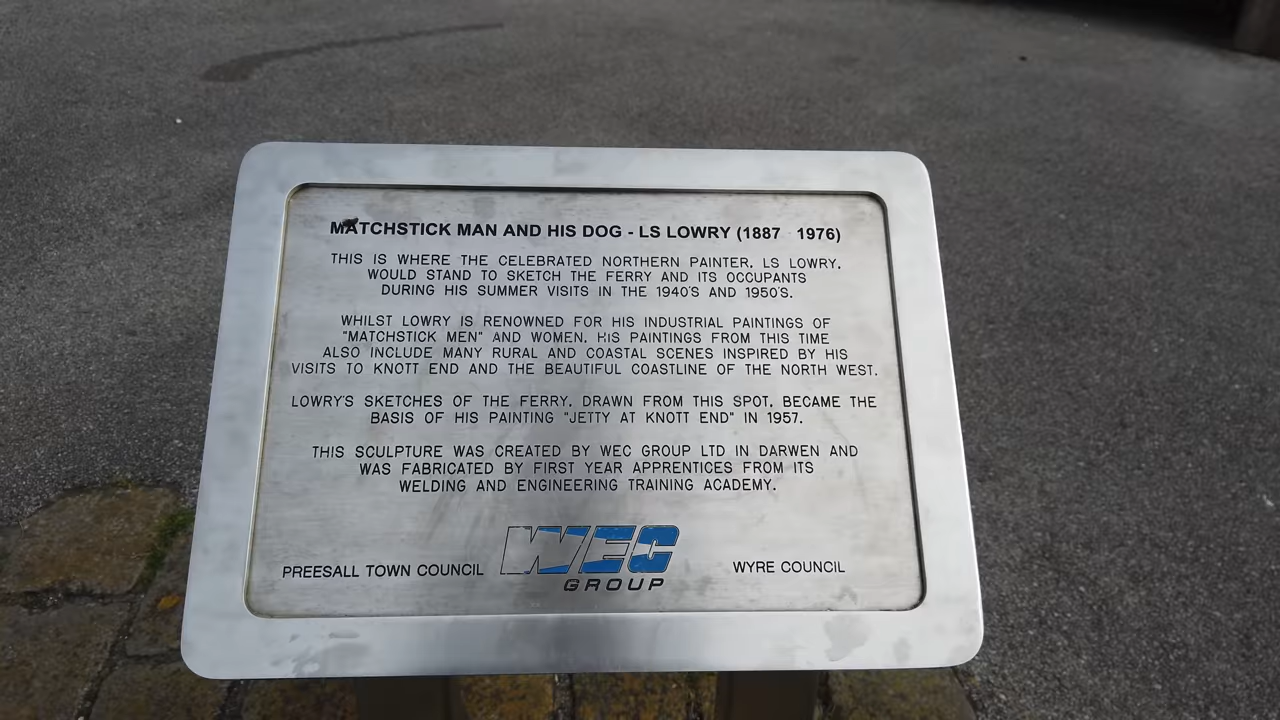 MATCHSTICK MAN AND HIS DOG - LS LOWRY (1887 1976)
THIS IS WHERE THE CELEBRATED NORTHERN PAINTER, LS LOWRY,
WOULD STAND TO SKETCH THE FERRY AND ITS OCCUPANTS
DURING HIS SUMMER VISITS IN THE 1940'S AND 1950'S.
WHILST LOWRY IS RENOWNED FOR HIS INDUSTRIAL PAINTINGS OF
"MATCHSTICK MEN" AND WOMEN, HIS PAINTINGS FROM THIS TIME
ALSO INCLUDE MANY RURAL AND COASTAL SCENES INSPIRED BY HIS
VISITS TO KNOTT END AND THE BEAUTIFUL COASTLINE OF THE NORTH WEST.
LOWRY'S SKETCHES OF THE FERRY, DRAWN FROM THIS SPOT, BECAME THE
BASIS OF HIS PAINTING "JETTY AT KNOTT END" IN 1957.
THIS SCULPTURE WAS CREATED BY WEC GROUP LTD IN DARWEN AND
WAS FABRICATED BY FIRST YEAR APPRENTICES FROM ITS
WELDING AND ENGINEERING TRAINING ACADEMY.
PREESALL TOWN COUNCIL
WEC
GROUP
WYRE COUNCIL